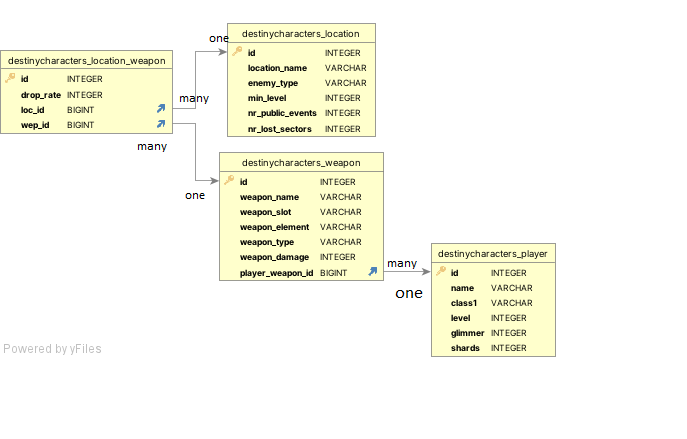 destinycharacters_location_weapon
id INTEGER
drop_rate INTEGER
loc_id BIGINT
wep_id BIGINT
many
many
one
one
destinycharacters_location
id INTEGER
location_name VARCHAR
enemy_type VARCHAR
min_level INTEGER
nr_public_events INTEGER
nr_lost_sectors INTEGER
destinycharacters_weapon
id INTEGER
weapon_name VARCHAR
weapon_slot VARCHAR
weapon_element VARCHAR
weapon_type VARCHAR
weapon_damage INTEGER
player_weapon_id BIGINT
many
one
destinycharacters_player
id INTEGER
name VARCHAR
class1 VARCHAR
level INTEGER
glimmer INTEGER
shards INTEGER
Powered by yFiles